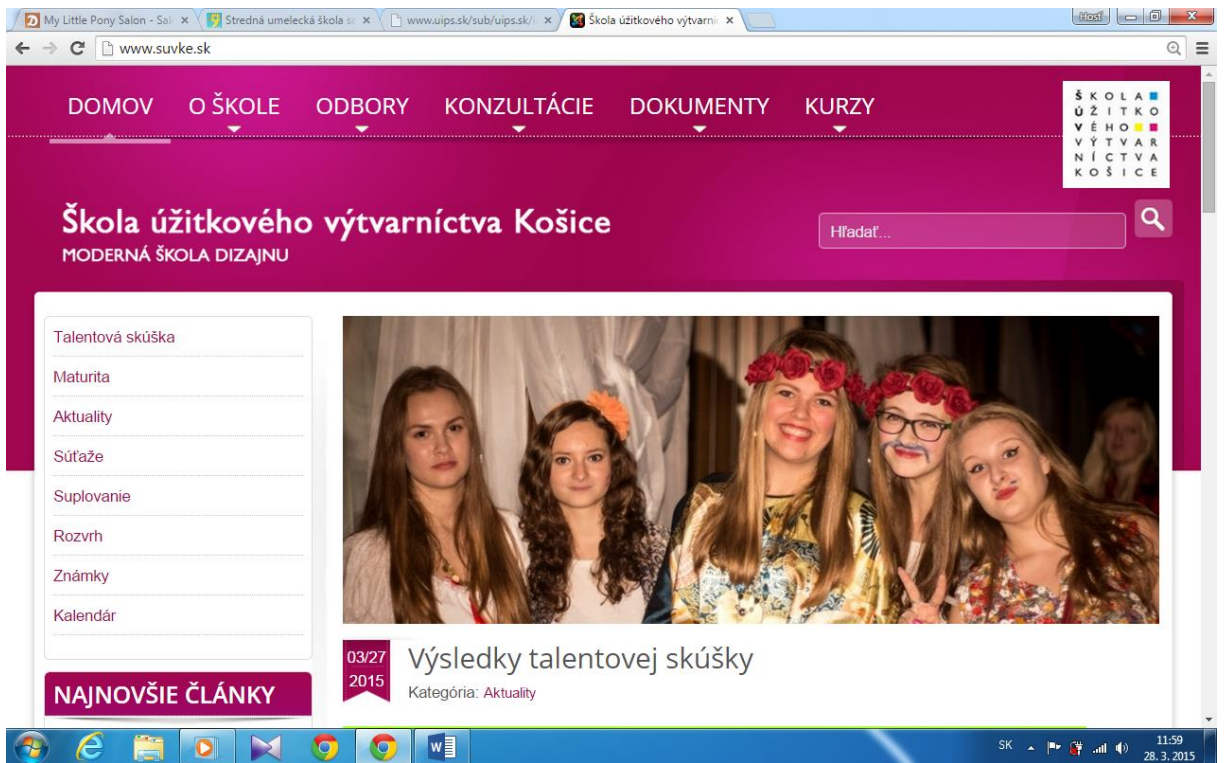 My Little Pony Salon - Sal
Stredná umelecká škola sc
www.uips.sk/sub/uips.sk/
Škola úžitkového výtvarníc
Hosť
www.suvke.sk
DOMOV O ŠKOLE ODBORY KONZULTÁCIE DOKUMENTY KURZY
ŠKOLA
ÚŽITKO
VÉHO
VÝTVAR
NÍCTVA
KOŠICE
Škola úžitkového výtvarníctva Košice
MODERNÁ ŠKOLA DIZAJNU
Hľadať...
Talentová skúška
Maturita
Aktuality
Súťaže
Suplovanie
Rozvrh
Známky
Kalendár
NAJNOVŠIE ČLÁNKY
03/27
2015
Výsledky talentovej skúšky
Kategória: Aktuality
SK
11:59
28. 3. 2015